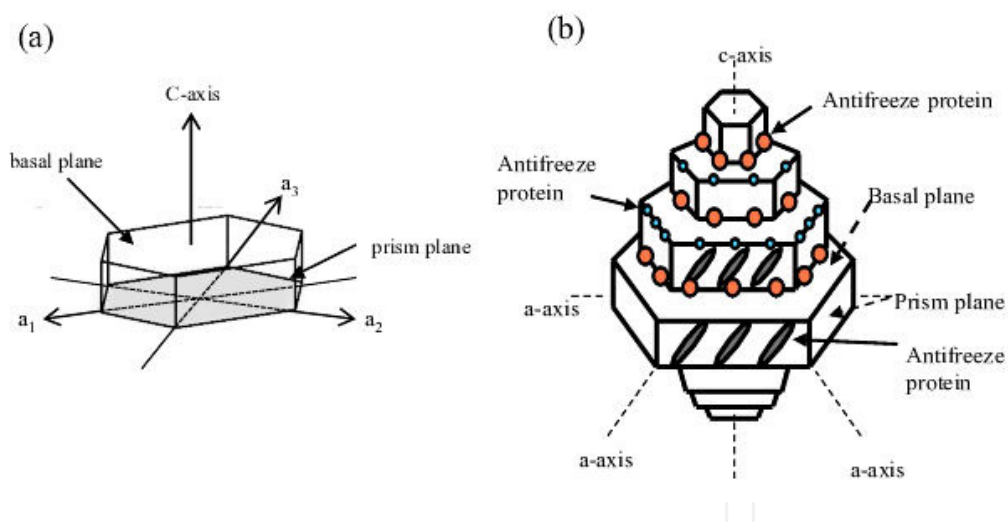 (a)
C-axis
basal plane
a3
prism plane
a1
a2
(b)
c-axis
Antifreeze protein
Antifreeze
protein
Basal plane
a-axis
Prism plane
Antifreeze
protein
a-axis
a-axis